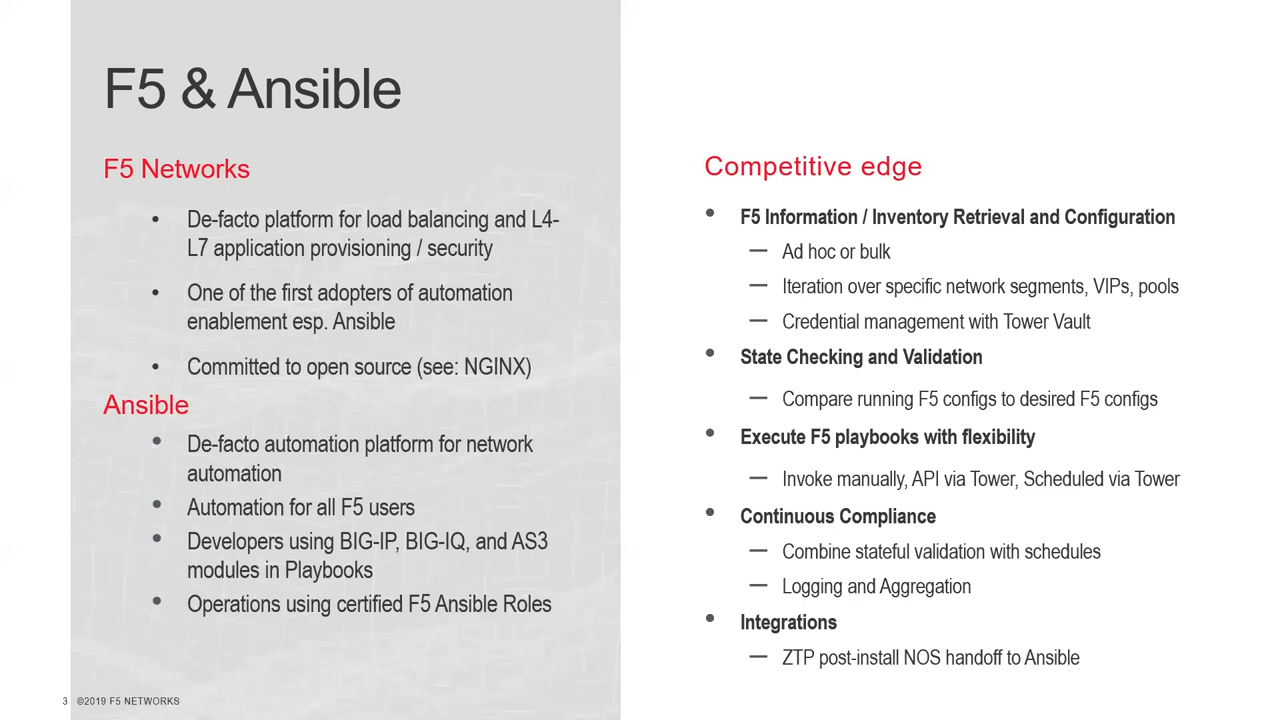 F5 & Ansible
F5 Networks
• De-facto platform for load balancing and L4-
L7 application provisioning / security
• One of the first adopters of automation
enablement esp. Ansible
• Committed to open source (see: NGINX)
Ansible
• De-facto automation platform for network
automation
• Automation for all F5 users
• Developers using BIG-IP, BIG-IQ, and AS3
modules in Playbooks
• Operations using certified F5 Ansible Roles
Competitive edge
• F5 Information / Inventory Retrieval and Configuration
— Ad hoc or bulk
— Iteration over specific network segments, VIPs, pools
— Credential management with Tower Vault
• State Checking and Validation
— Compare running F5 configs to desired F5 configs
• Execute F5 playbooks with flexibility
— Invoke manually, API via Tower, Scheduled via Tower
• Continuous Compliance
— Combine stateful validation with schedules
— Logging and Aggregation
• Integrations
— ZTP post-install NOS handoff to Ansible
3 ©2019 F5 NETWORKS